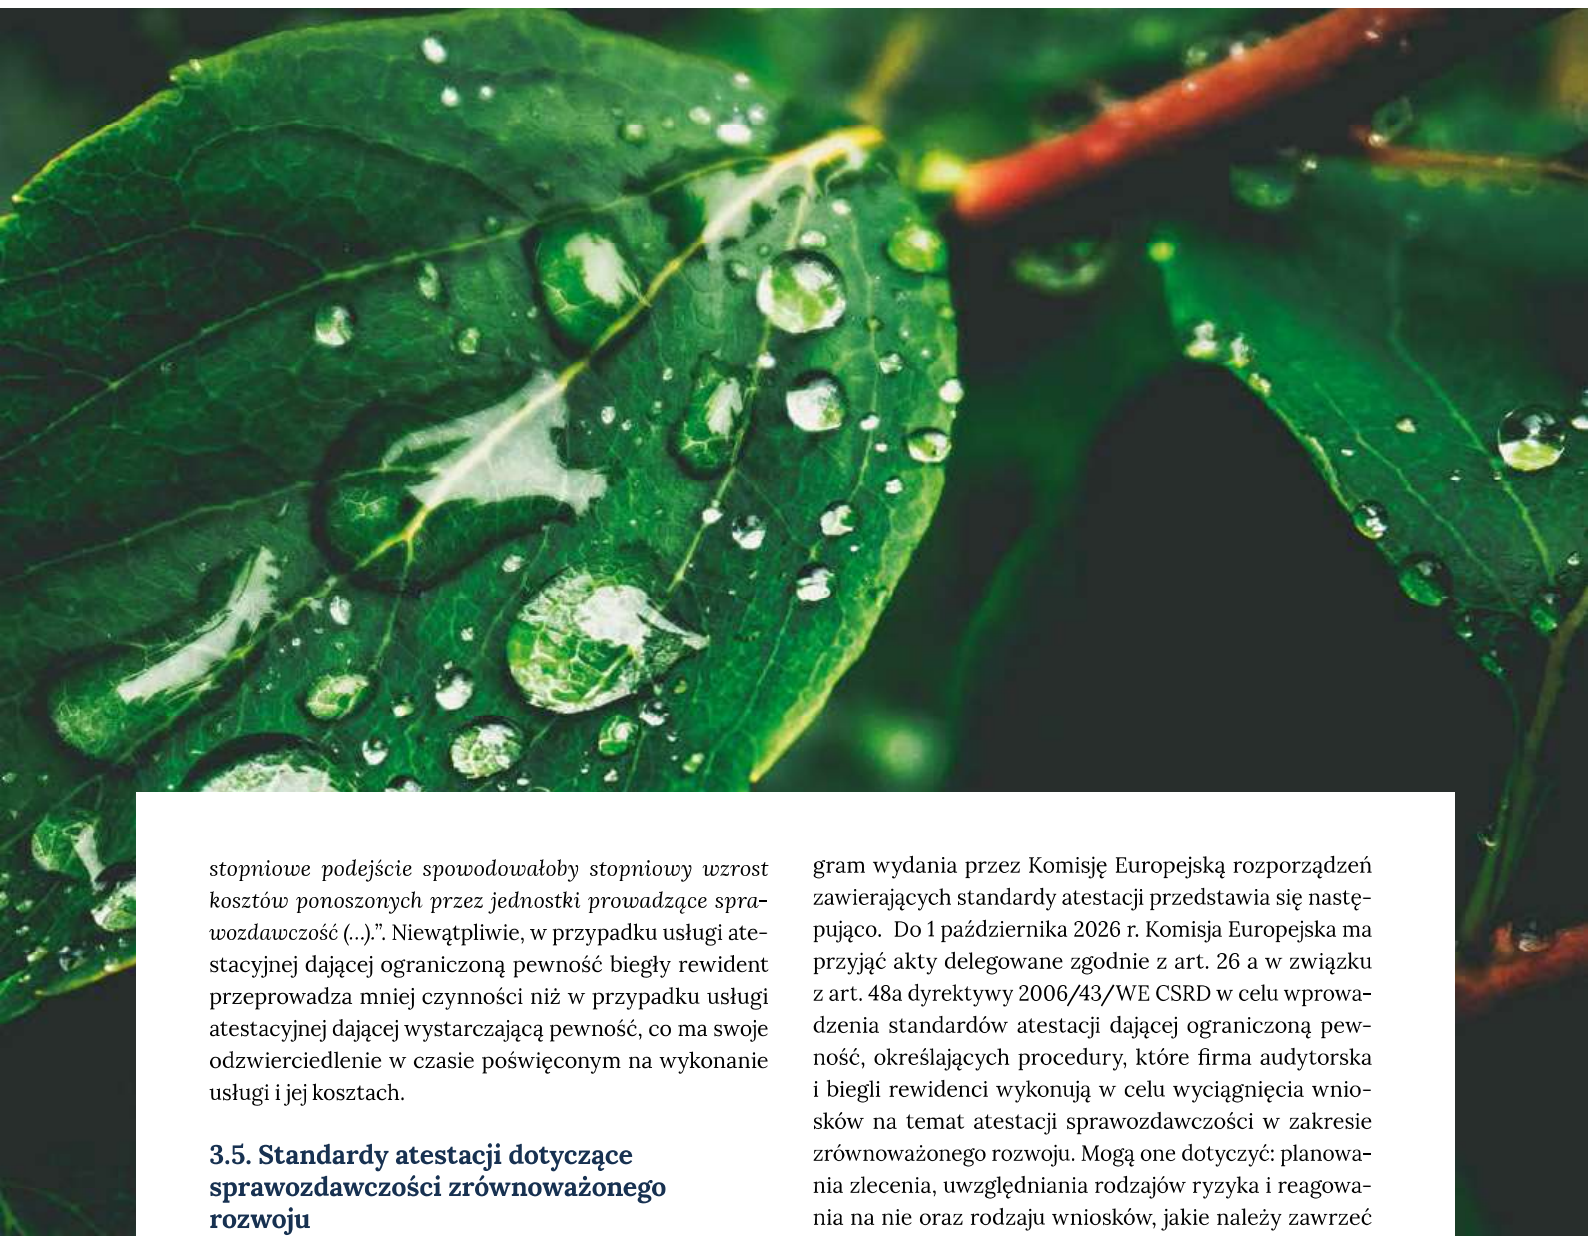 stopniowe podejście spowodowałoby stopniowy wzrost
kosztów ponoszonych przez jednostki prowadzące spra-
wozdawczość (...).”. Niewątpliwie, w przypadku usługi ate-
stacyjnej dającej ograniczoną pewność biegły rewident
przeprowadza mniej czynności niż w przypadku usługi
atestacyjnej dającej wystarczającą pewność, co ma swoje
odzwierciedlenie w czasie poświęconym na wykonanie
usługi i jej kosztach.
3.5. Standardy atestacji dotyczące
sprawozdawczości zrównoważonego
rozwoju
gram wydania przez Komisję Europejską rozporządzeń
zawierających standardy atestacji przedstawia się nastę-
pująco. Do 1 października 2026 r. Komisja Europejska ma
przyjąć akty delegowane zgodnie z art. 26 a w związku
z art. 48a dyrektywy 2006/43/WE CSRD w celu wprowa-
dzenia standardów atestacji dającej ograniczoną pew-
ność, określających procedury, które firma audytorska
i biegli rewidenci wykonują w celu wyciągnięcia wnio-
sków na temat atestacji sprawozdawczości w zakresie
zrównoważonego rozwoju. Mogą one dotyczyć: planowa-
nia zlecenia, uwzględniania rodzajów ryzyka i reagowa-
nia na nie oraz rodzaju wniosków, jakie należy zawrzeć